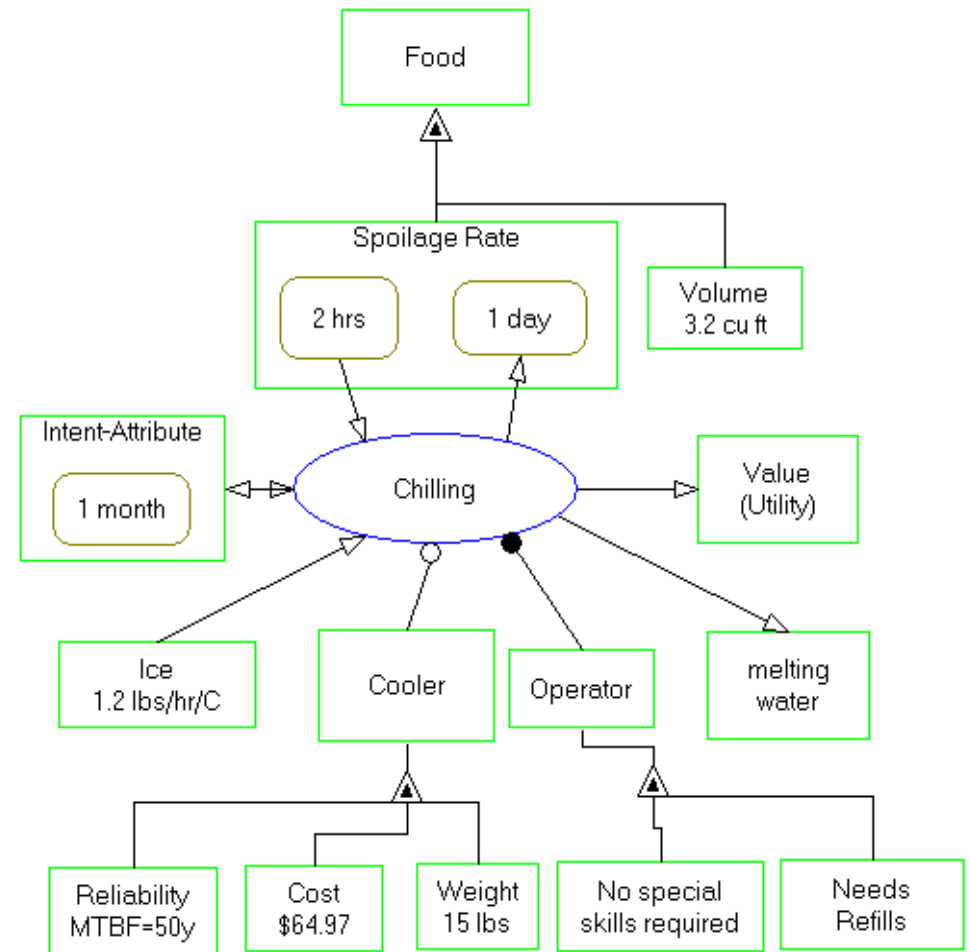 Food
Spoilage Rate
2 hrs
1 day
Volume
3.2 cu ft
Intent-Attribute
1 month
Chilling
Value
(Utility)
Ice
1.2 lbs/hr/C
Cooler
Operator
melting
water
Reliability
MTBF=50y
Cost
$64.97
Weight
15 lbs
No special
skills required
Needs
Refills